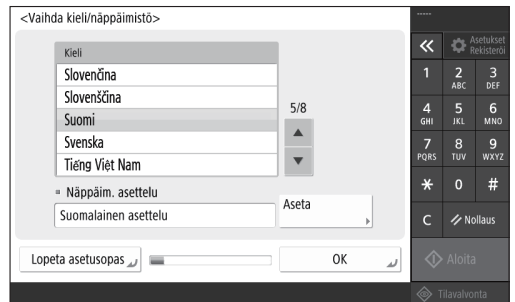 <Vaihda kieli/näppäimistö>
Kieli
Slovenčina
Slovenščina
Suomi
Svenska
Tiếng Việt Nam
5/8
Näppäim. asettelu
Suomalainen asettelu
Aseta
Lopeta asetusopas
OK
-----
Asetukset
Rekisteröi
1
2
ABC
3
DEF
4
GHI
5
JKL
6
MNO
7
PQRS
8
TUV
9
WXYZ
*
0
#
C
Nollaus
Aloita
Tilavalvonta